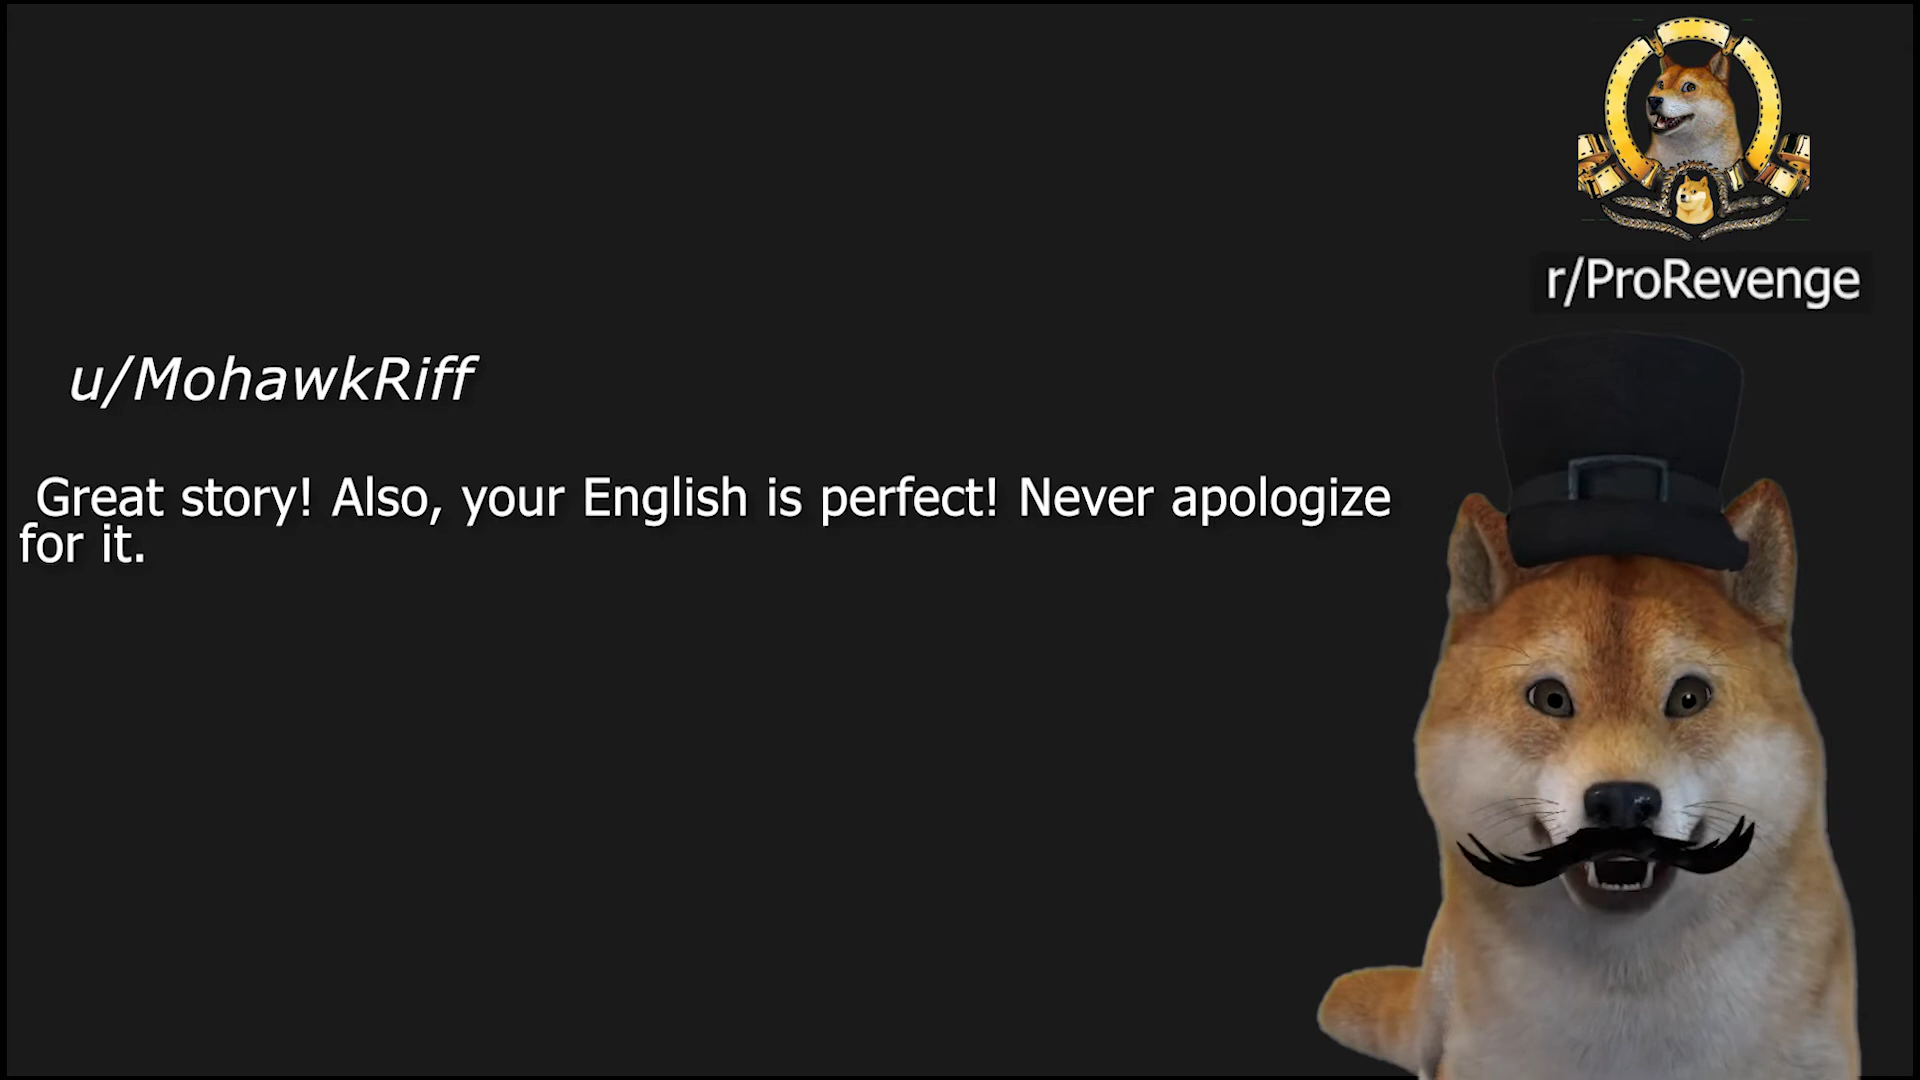 r/ProRevenge
u/MohawkRiff
Great story! Also, your English is perfect! Never apologize
for it.